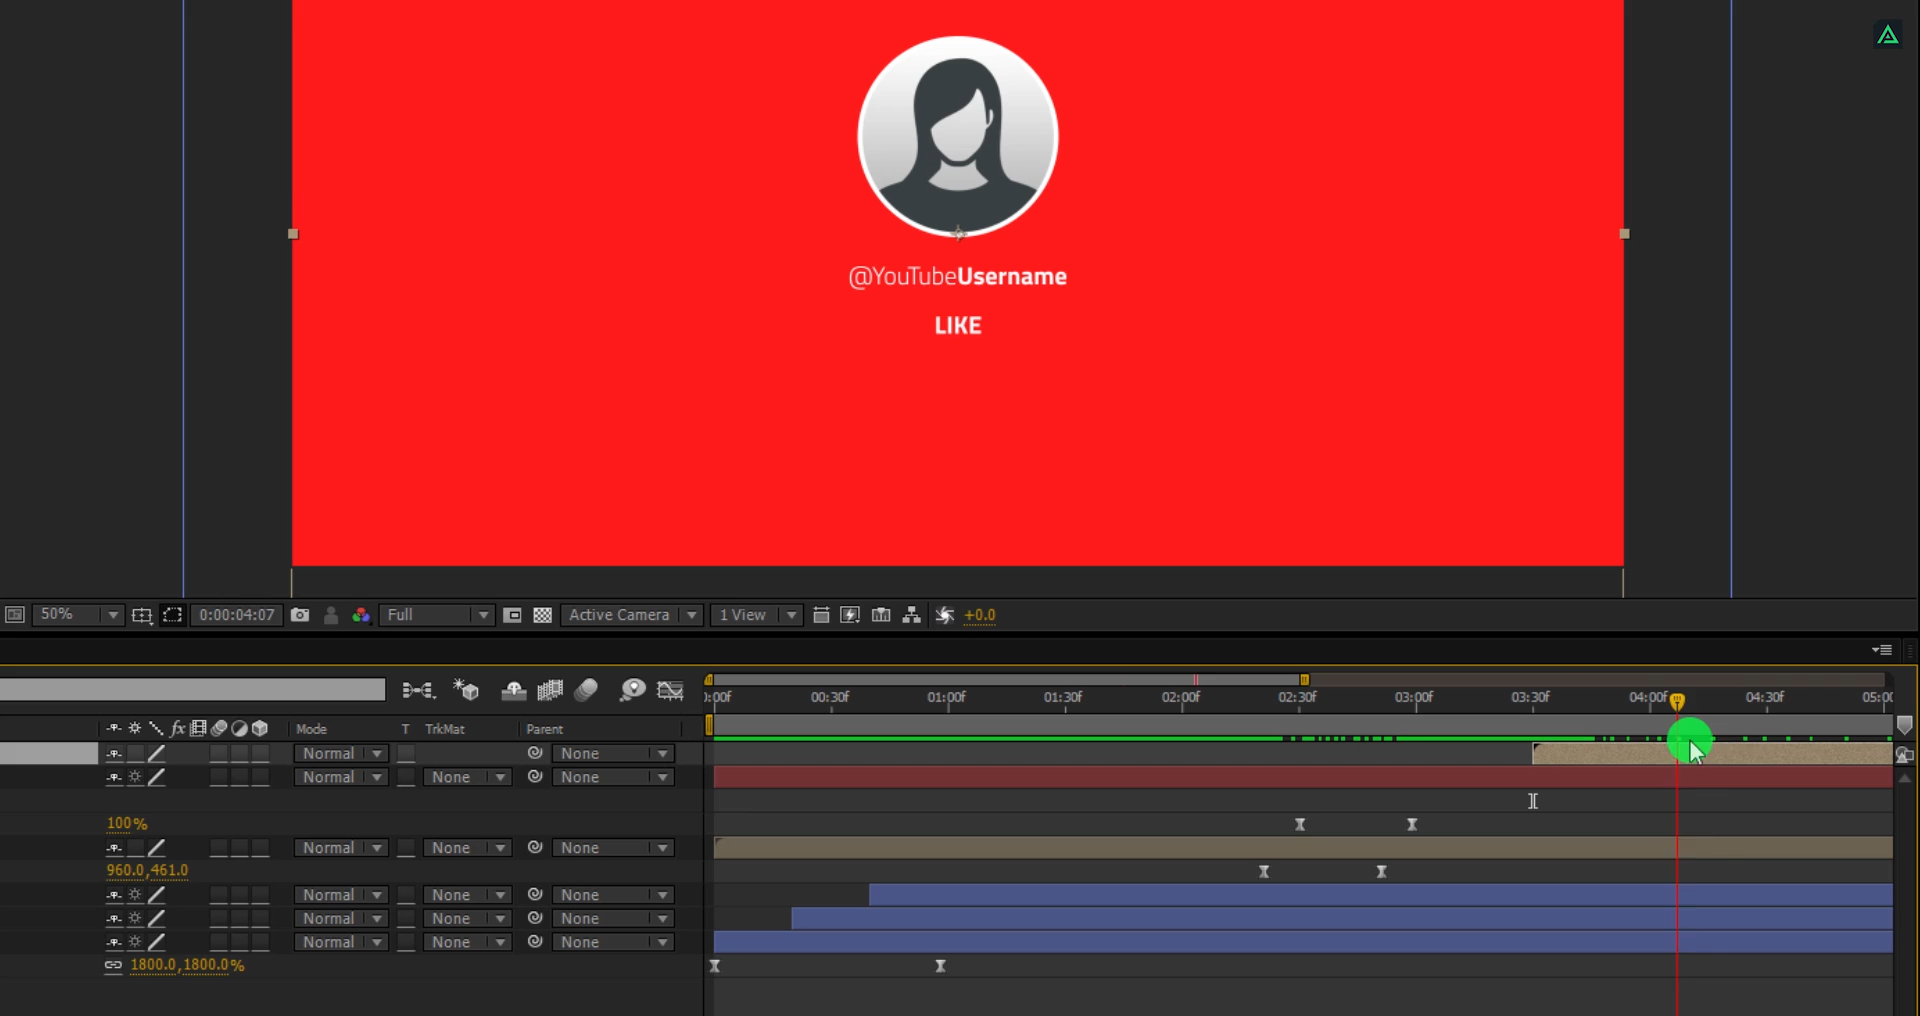 @YouTubeUsername
LIKE
50% 0:00:04:07 Full Active Camera 1 View +0.0
00:30f 01:00f 01:30f 02:00f 02:30f 03:00f 03:30f 04:00f 04:30f
fx Mode T TrkMat Parent
Normal None
Normal None None
100%
Normal None None
960.0,461.0
Normal None None
Normal None None
Normal None None
1800.0,1800.0%